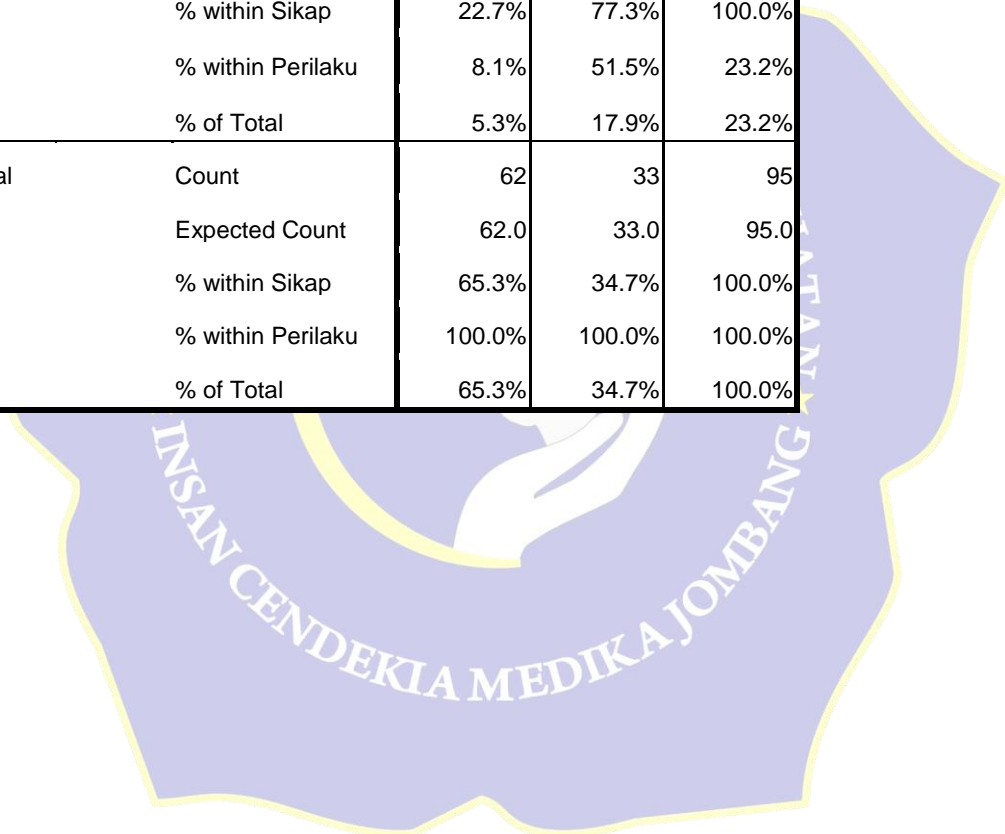 % within Sikap 22.7% 77.3% 100.0%
% within Perilaku 8.1% 51.5% 23.2%
% of Total 5.3% 17.9% 23.2%
Count 62 33 95
Expected Count 62.0 33.0 95.0
% within Sikap 65.3% 34.7% 100.0%
% within Perilaku 100.0% 100.0% 100.0%
% of Total 65.3% 34.7% 100.0%
INSAN CENDEKIA MEDIKA JOMBANG